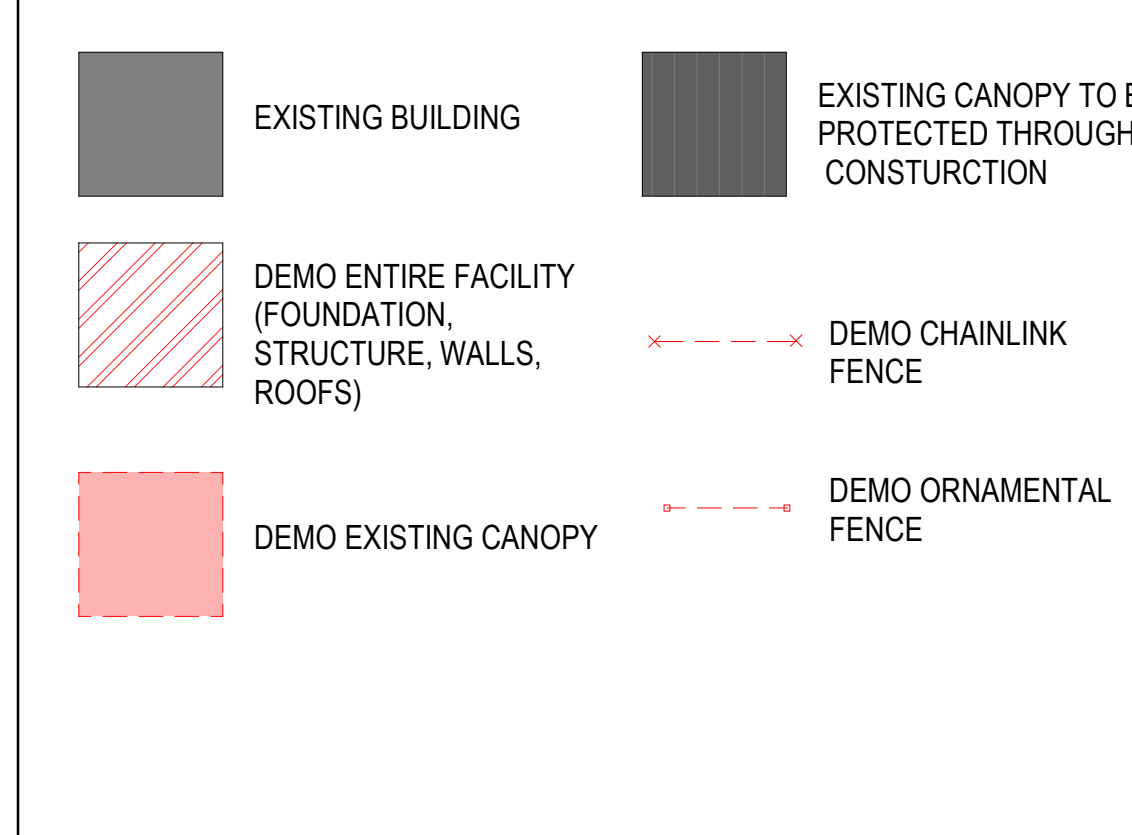 EXISTING BUILDING
EXISTING CANOPY TO
PROTECTED THROUGH
CONSTURCTION
DEMO ENTIRE FACILITY
(FOUNDATION,
STRUCTURE, WALLS,
ROOFS)
DEMO CHAINLINK
FENCE
DEMO EXISTING CANOPY
DEMO ORNAMENTAL
FENCE